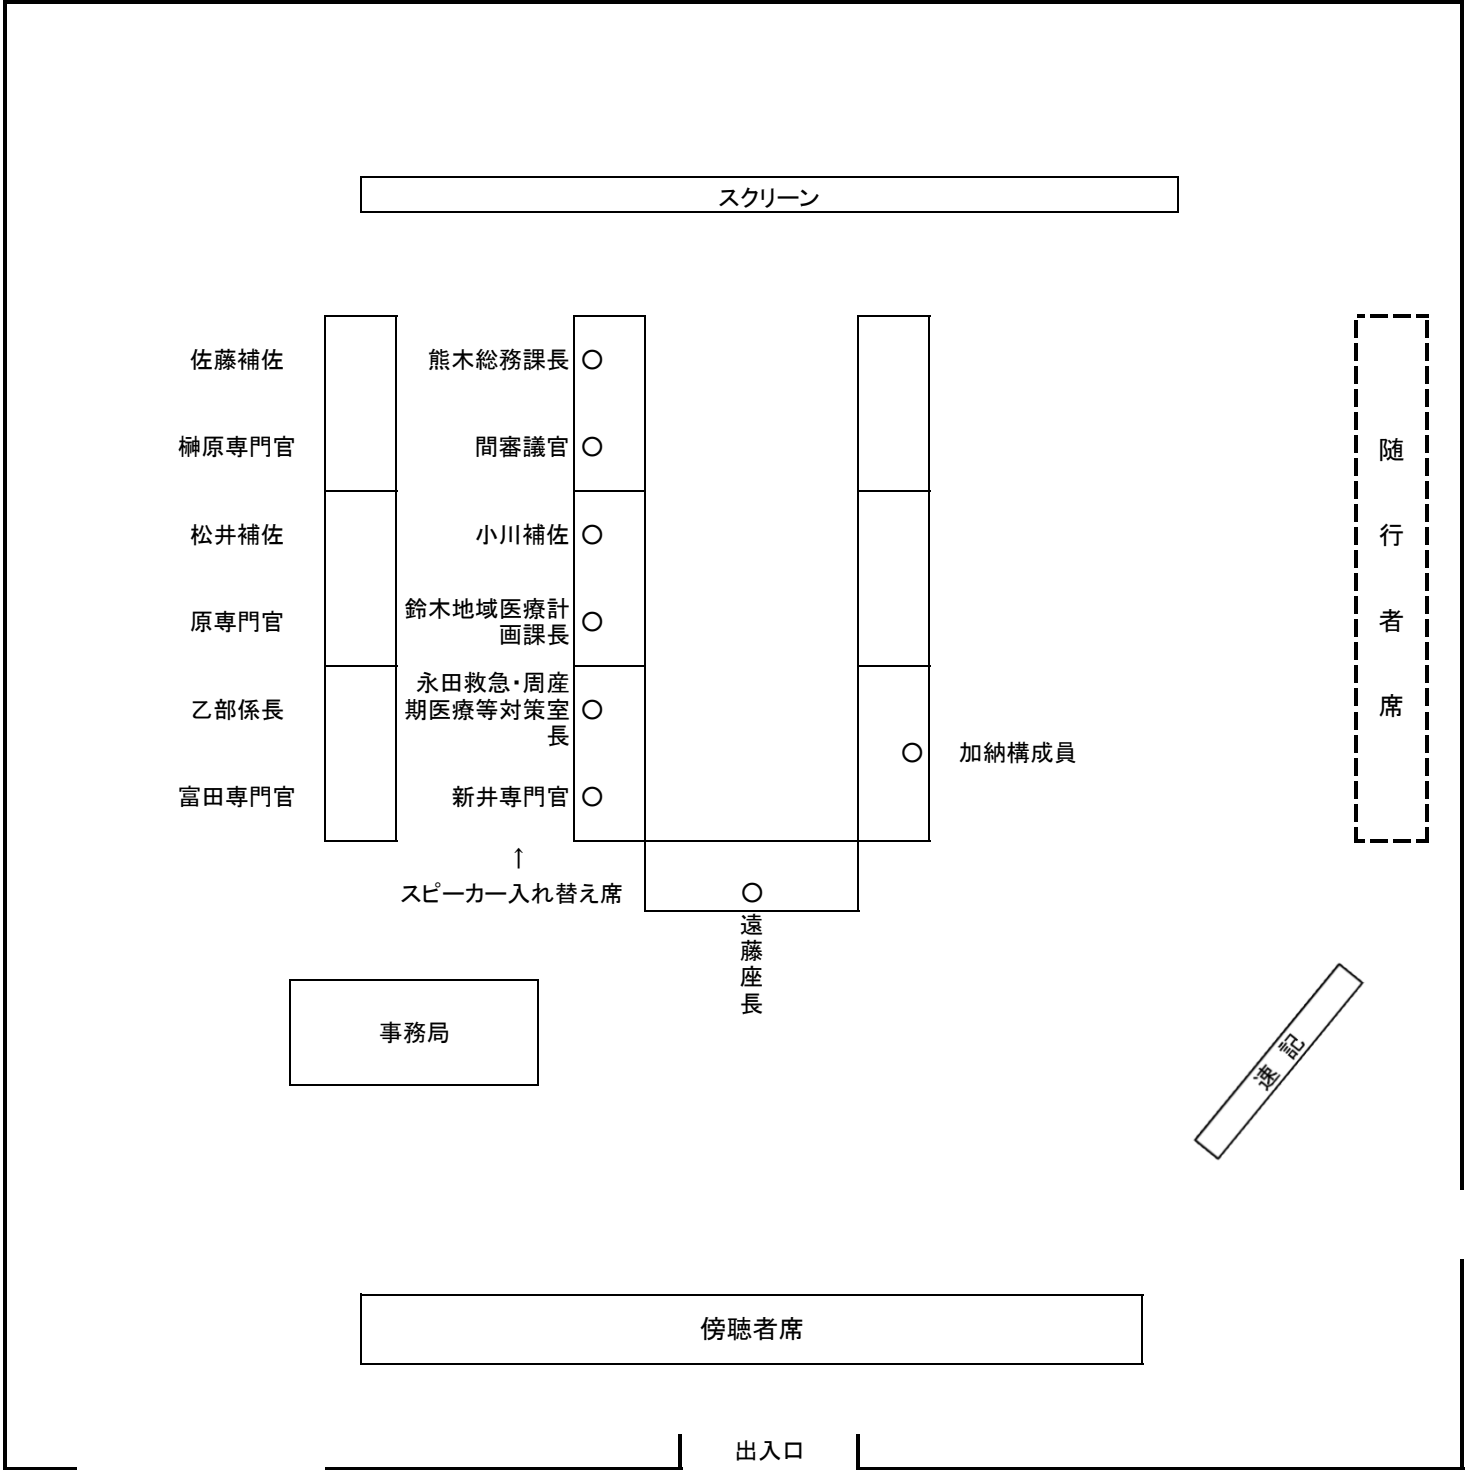 スクリーン
佐藤補佐
熊木総務課長
榊原専門官
間審議官
松井補佐
小川補佐
原専門官
鈴木地域医療計
画課長
乙部係長
永田救急・周産
期医療等対策室
長
加納構成員
富田専門官
新井専門官
↑
スピーカー入れ替え席
遠藤座長
随行者席
事務局
速記
傍聴者席
出入口